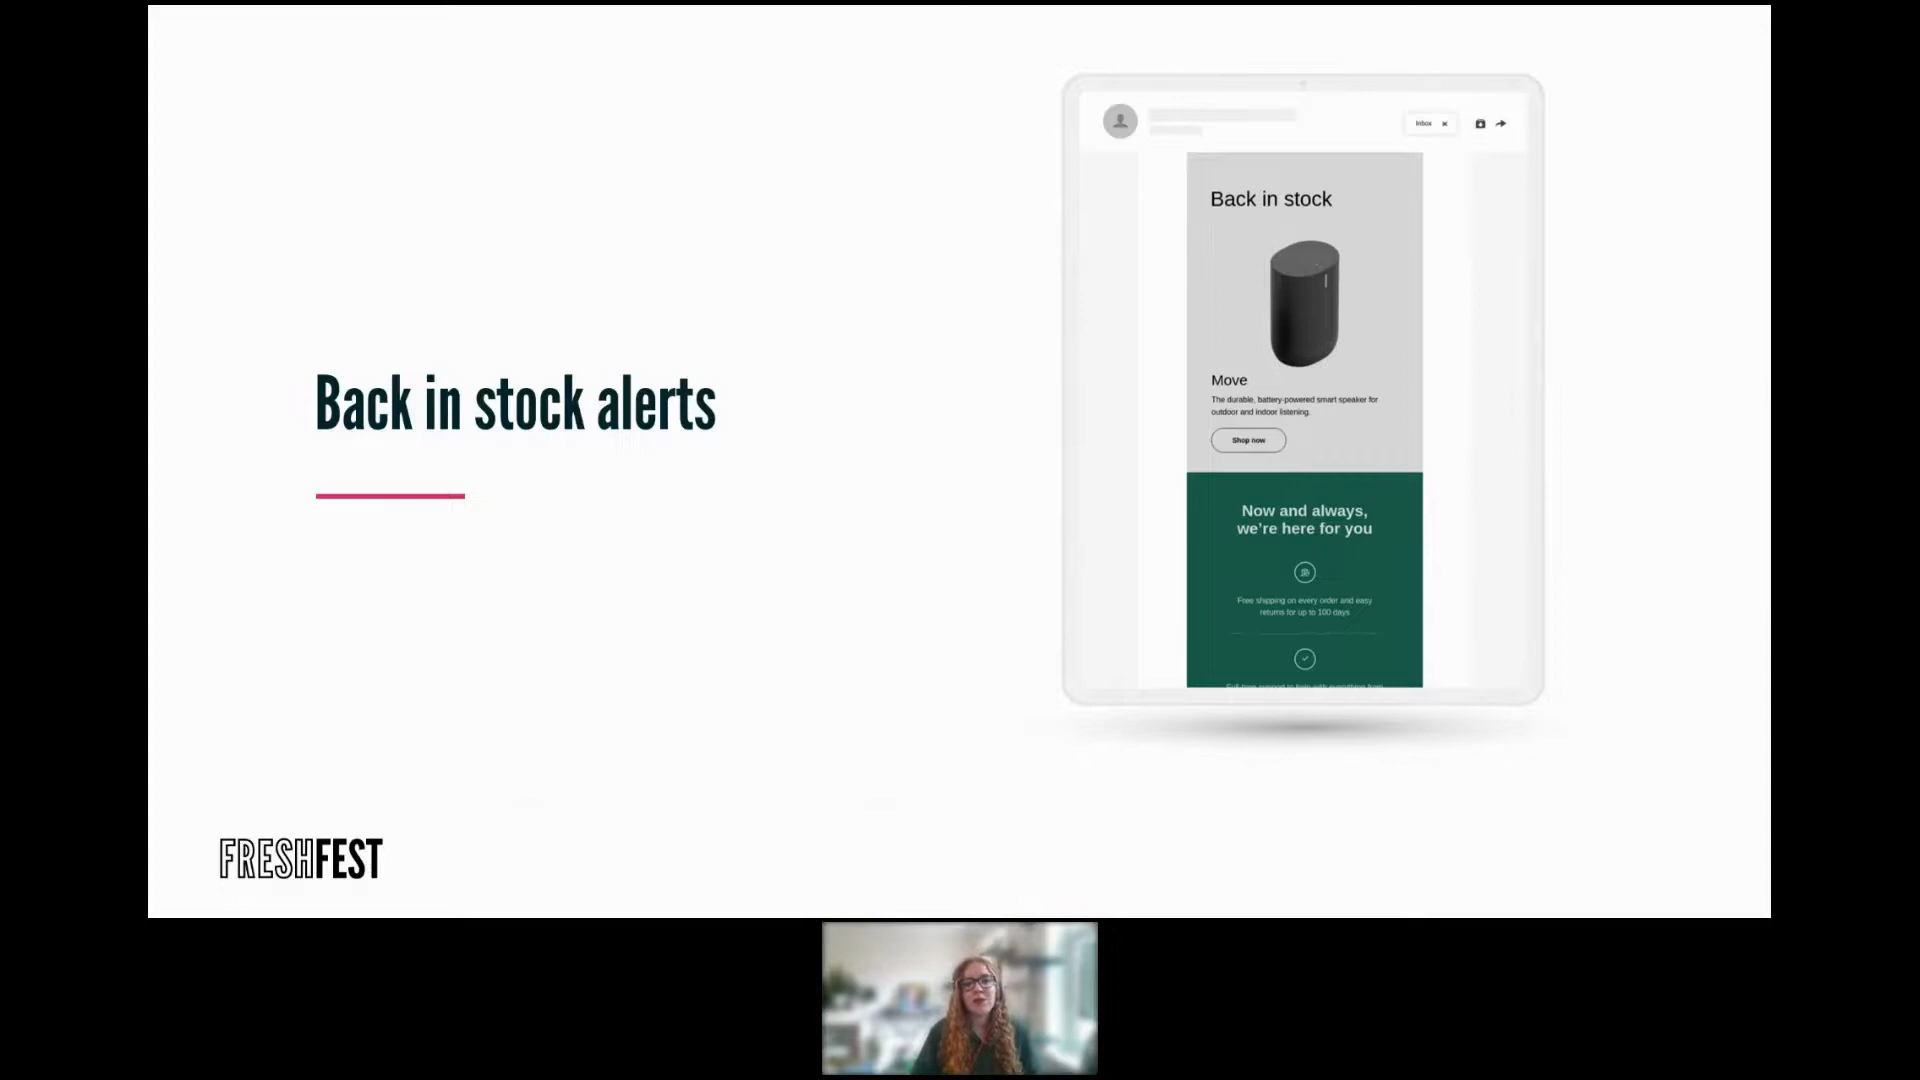 Back in stock alerts
FRESHFEST
Inbox
Back in stock
Move
The durable, battery-powered smart speaker for
outdoor and indoor listening.
Shop now
Now and always,
we're here for you
Free shipping on every order and easy
returns for up to 100 days